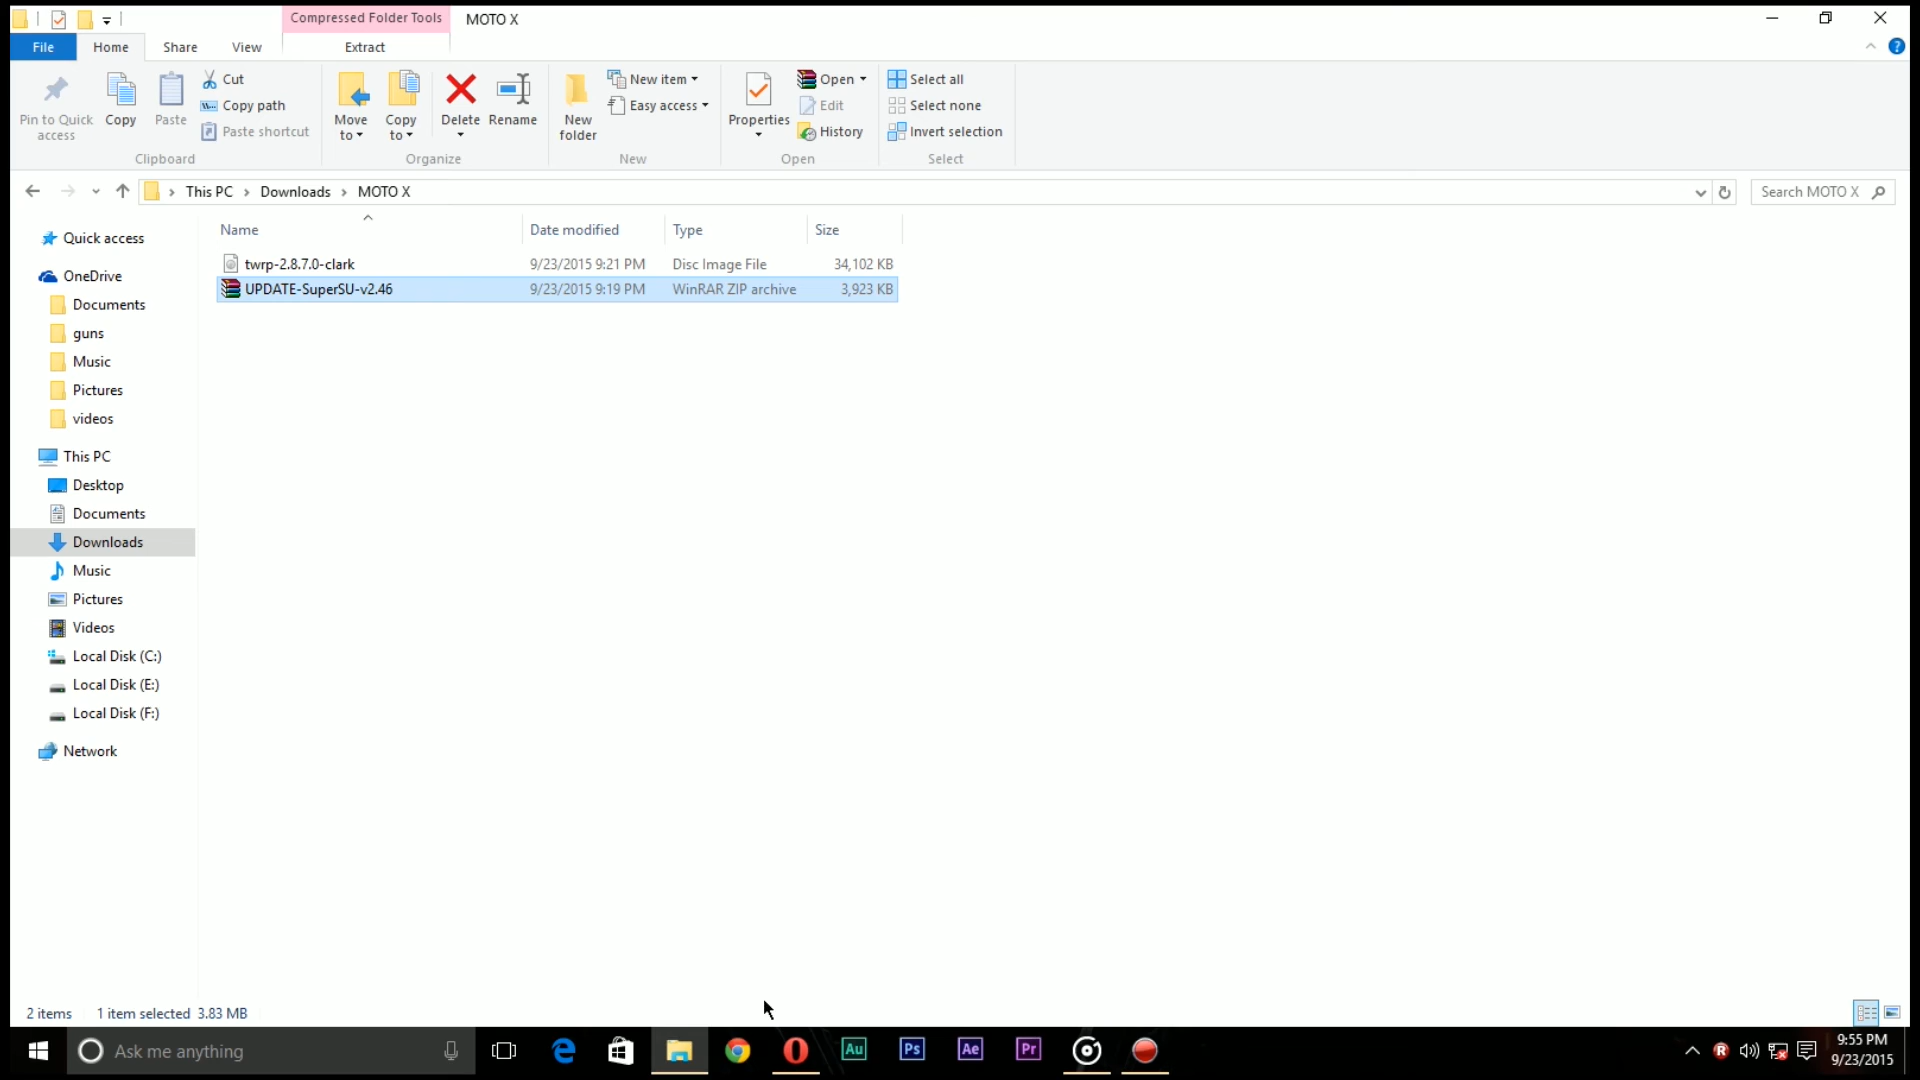 Compressed Folder Tools
MOTO X
File
Home
Share
View
Extract
Pin to Quick access
Copy
Paste
Cut
Copy path
Paste shortcut
Clipboard
Move to
Copy to
Delete
Rename
Organize
New folder
New item
Easy access
New
Properties
Open
Edit
History
Open
Select all
Select none
Invert selection
Select
This PC > Downloads > MOTO X
Search MOTO X
Name Date modified Type Size
twrp-2.8.7.0-clark 9/23/2015 9:21 PM Disc Image File 34,102 KB
UPDATE-SuperSU-v2.46 9/23/2015 9:19 PM WinRAR ZIP archive 3,923 KB
Quick access
OneDrive
Documents
guns
Music
Pictures
videos
This PC
Desktop
Documents
Downloads
Music
Pictures
Videos
Local Disk (C:)
Local Disk (E:)
Local Disk (F:)
Network
2 items 1 item selected 3.83 MB
Ask me anything
Au
Ps
Ae
Pr
R
9:55 PM
9/23/2015